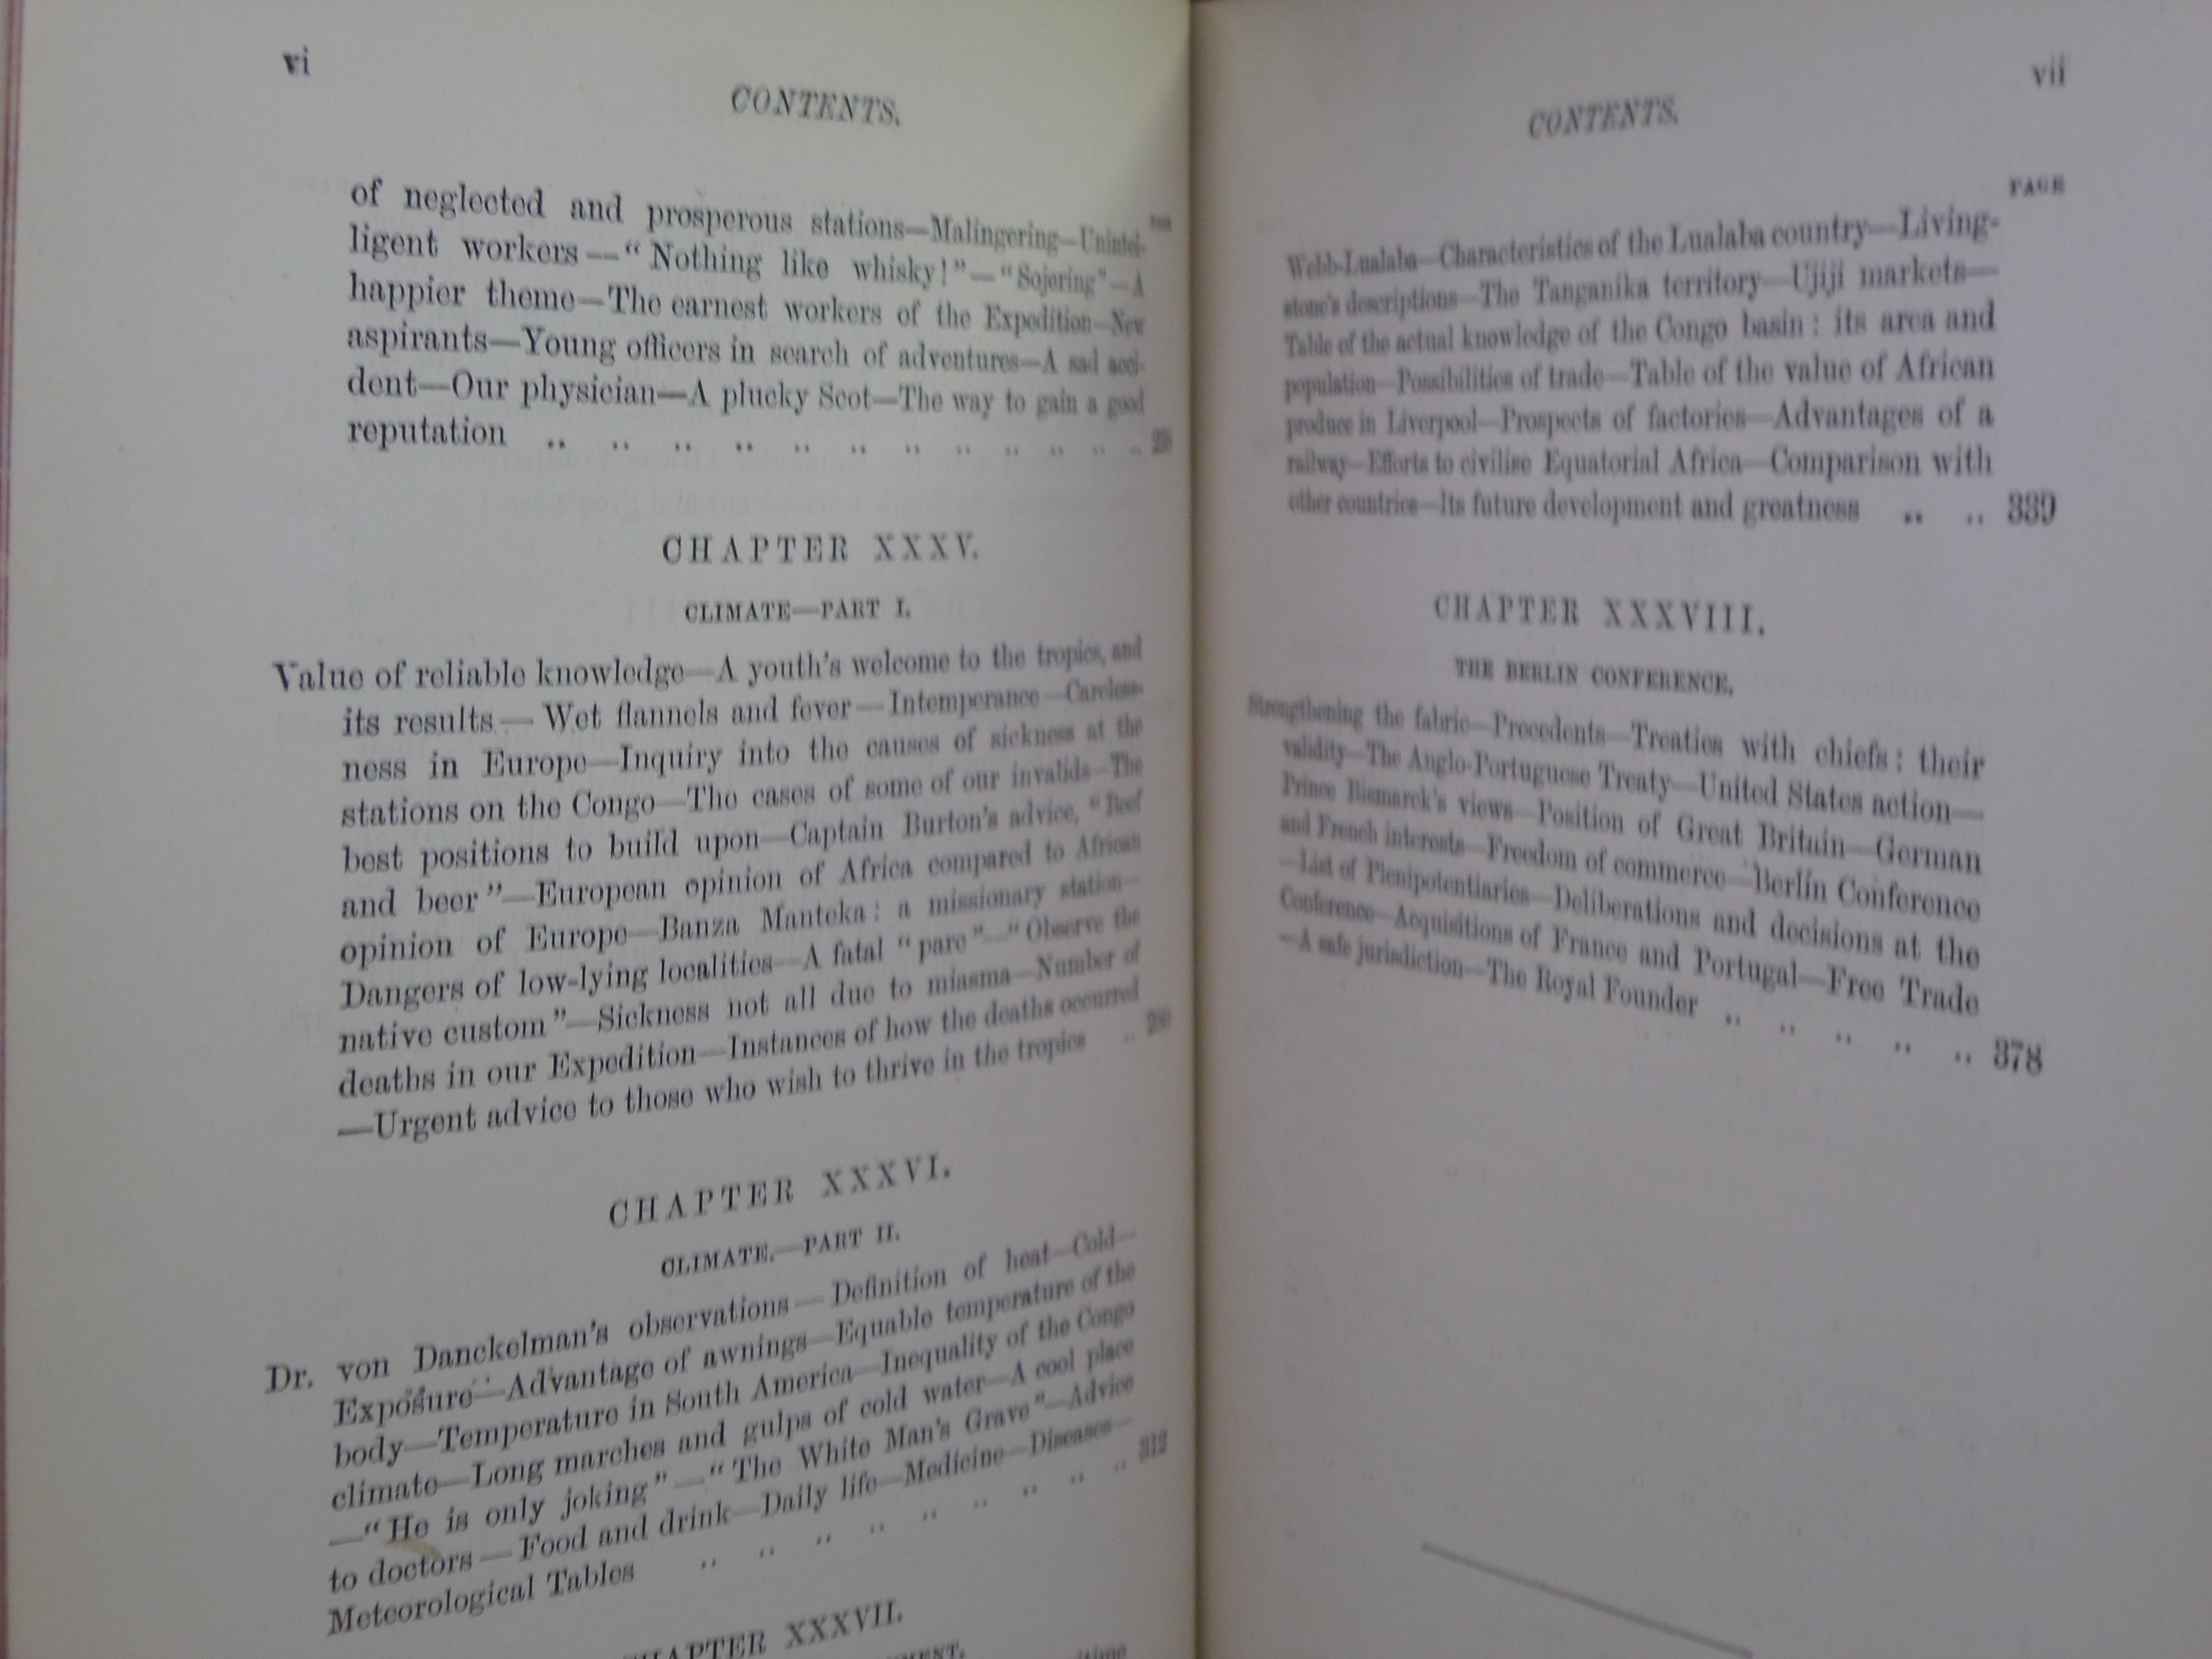 vi
CONTENTS.
of neglected and prosperous stations—Malingering—Unintel-
ligent workers—“Nothing like whisky!”—“Sojering”—A
happier theme—The earnest workers of the Expedition—New
aspirants—Young officers in search of adventures—A sad acci-
dent—Our physician—A plucky Scot—The way to gain a good
reputation .. .. .. .. .. .. .. .. .. .. ..
CHAPTER XXXV.
CLIMATE—PART I.
Value of reliable knowledge—A youth's welcome to the tropics, and
its results—Wet flannels and fever—Intemperance—Careless-
ness in Europe—Inquiry into the causes of sickness at the
stations on the Congo—The cases of some of our invalids—The
best positions to build upon—Captain Burton's advice, “Beef
and beer”—European opinion of Africa compared to African
opinion of Europe—Banza Manteka: a missionary station—
Dangers of low-lying localities—A fatal “pare”—“Observe the
native custom”—Sickness not all due to miasma—Number of
deaths in our Expedition—Instances of how the deaths occurred
—Urgent advice to those who wish to thrive in the tropics ..
CHAPTER XXXVI.
CLIMATE.—PART II.
Dr. von Danckelman's observations—Definition of heat—Cold—
Exposure—Advantage of awnings—Equable temperature of the
body—Temperature in South America—Inequality of the Congo
climate—Long marches and gulps of cold water—A cool place
—“He is only joking”—“The White Man's Grave”—Advice
to doctors—Food and drink—Daily life—Medicine—Diseases—
Meteorological Tables .. .. .. .. .. .. .. .. .. 312
CHAPTER XXXVII.
vii
CONTENTS.
PAGE
Webb-Lualaba—Characteristics of the Lualaba country—Living-
stone's descriptions—The Tanganika territory—Ujiji markets—
Table of the actual knowledge of the Congo basin: its area and
population—Possibilities of trade—Table of the value of African
produce in Liverpool—Prospects of factories—Advantages of a
railway—Efforts to civilise Equatorial Africa—Comparison with
other countries—Its future development and greatness .. .. 339
CHAPTER XXXVIII.
THE BERLIN CONFERENCE.
Strengthening the fabric—Precedents—Treaties with chiefs: their
validity—The Anglo-Portuguese Treaty—United States action—
Prince Bismarck's views—Position of Great Britain—German
and French interests—Freedom of commerce—Berlin Conference
—List of Plenipotentiaries—Deliberations and decisions at the
Conference—Acquisitions of France and Portugal—Free Trade
—A safe jurisdiction—The Royal Founder .. .. .. .. .. 378